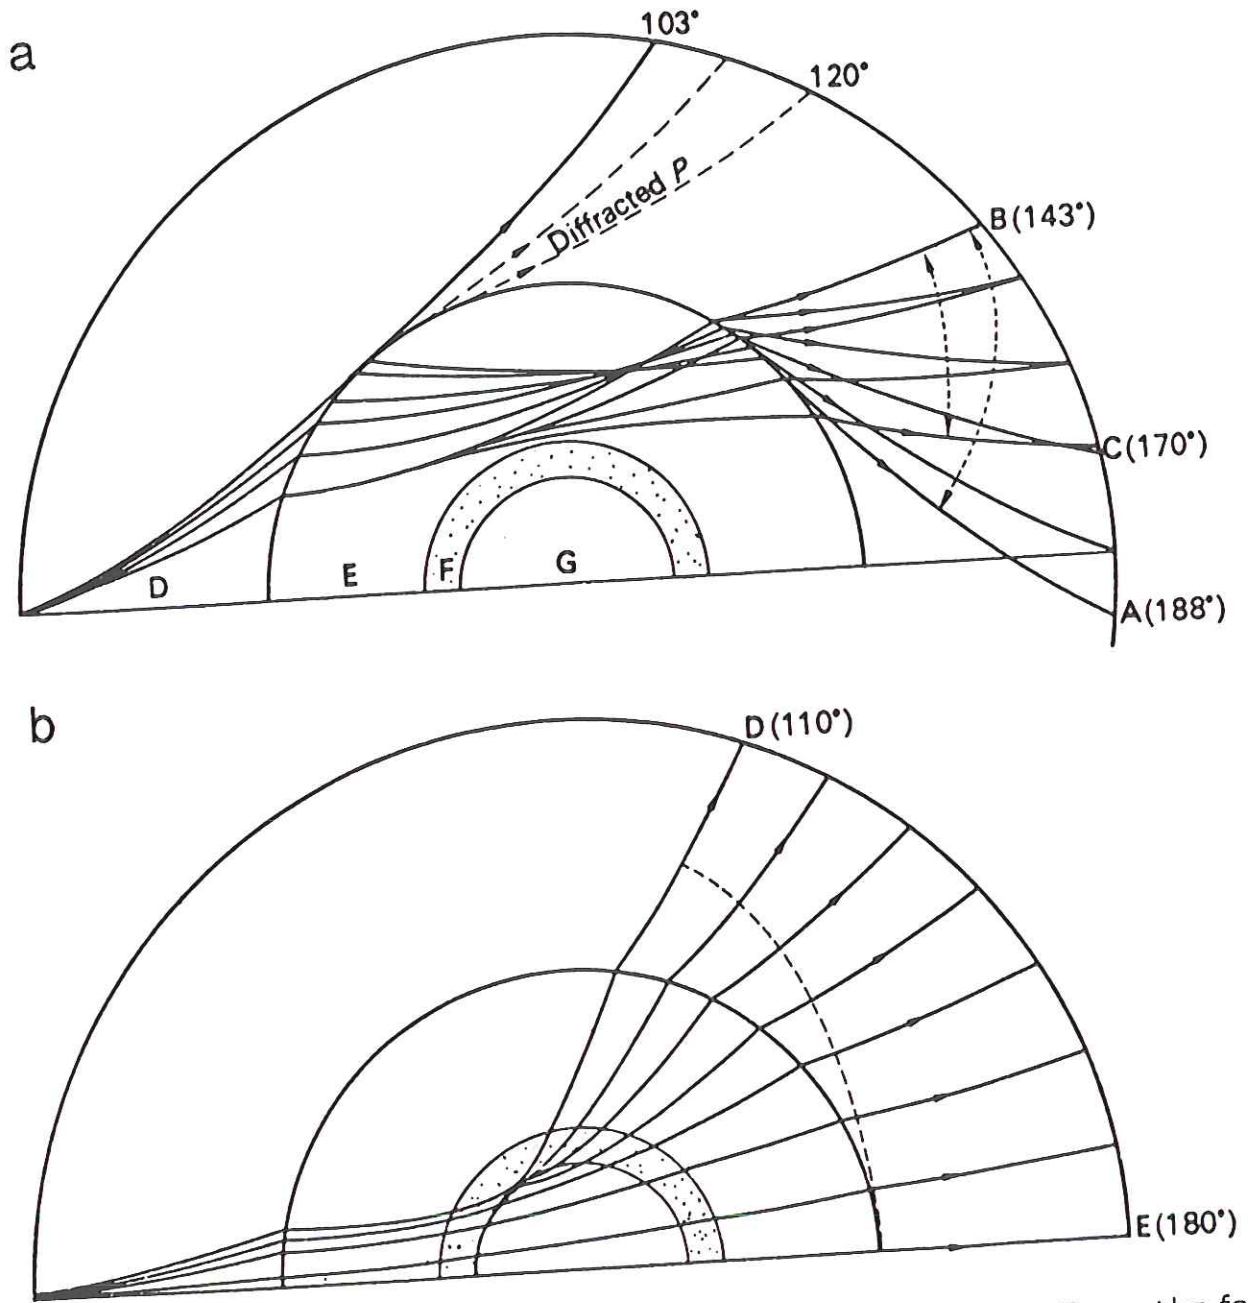 a
103°
120°
Diffracted P
B(143°)
C(170°)
D
E
F
G
A(188°)
b
D(110°)
E(180°)